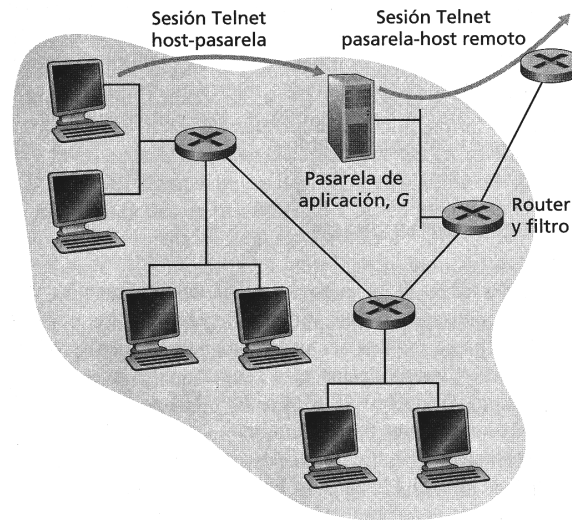 Sesión Telnet
host-pasarela
Sesión Telnet
pasarela-host remoto
Pasarela de
aplicación, G
Router
y filtro